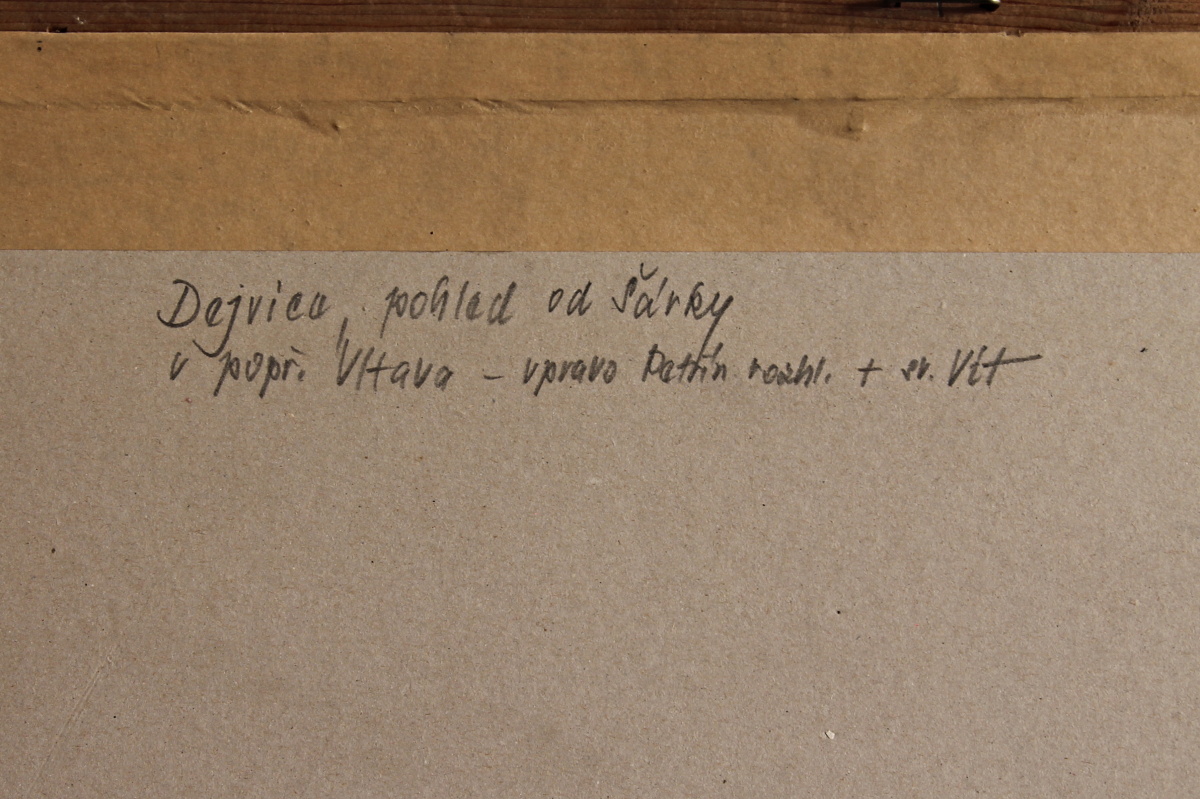 Dejvice, pohled od Šárky
v popř. Vltava - vpravo Petřín rozhl. + sv. Vít